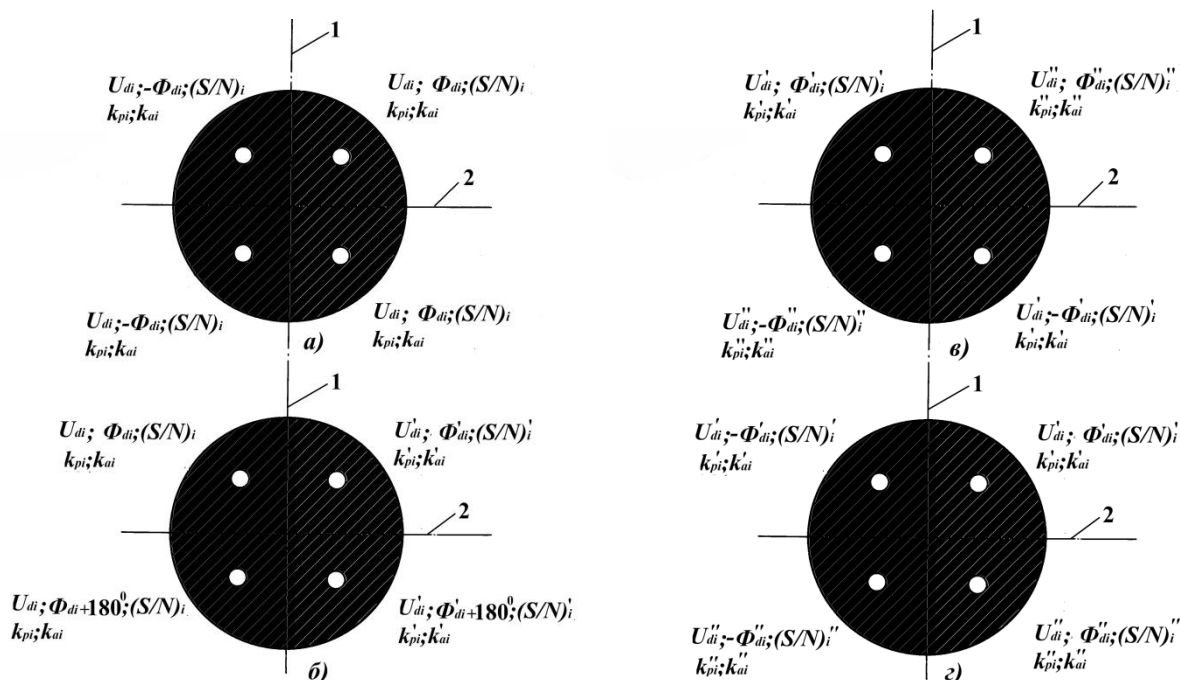 1
U_di;-Φ_di;(S/N)_i
k_pi;k_ai
U_di; Φ_di;(S/N)_i
k_pi;k_ai
2
U_di;-Φ_di;(S/N)_i
k_pi;k_ai
U_di; Φ_di;(S/N)_i
k_pi;k_ai
а)
1
U'_di; Φ'_di;(S/N)'_i
k'_pi;k'_ai
U''_di; Φ''_di;(S/N)''_i
k''_pi;k''_ai
2
U''_di;-Φ''_di;(S/N)''_i
k''_pi;k''_ai
U'_di;-Φ'_di;(S/N)'_i
k'_pi;k'_ai
в)
1
U_di; Φ_di;(S/N)_i
k_pi;k_ai
U'_di; Φ'_di;(S/N)'_i
k'_pi;k'_ai
2
U_di;Φ_di+180⁰;(S/N)_i
k_pi;k_ai
U'_di;Φ'_di+180⁰;(S/N)'_i
k'_pi;k'_ai
б)
1
U'_di;-Φ'_di;(S/N)'_i
k'_pi;k'_ai
U'_di; Φ'_di;(S/N)'_i
k'_pi;k'_ai
2
U''_di;-Φ''_di;(S/N)''_i
k''_pi;k''_ai
U''_di; Φ''_di;(S/N)''_i
k''_pi;k''_ai
г)